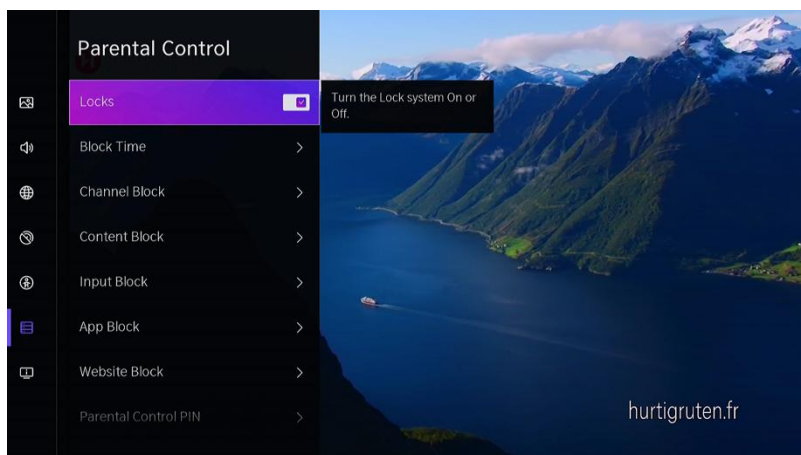 Parental Control
Locks
Turn the Lock system On or
Off.
Block Time
Channel Block
Content Block
Input Block
App Block
Website Block
Parental Control PIN
hurtigruten.fr